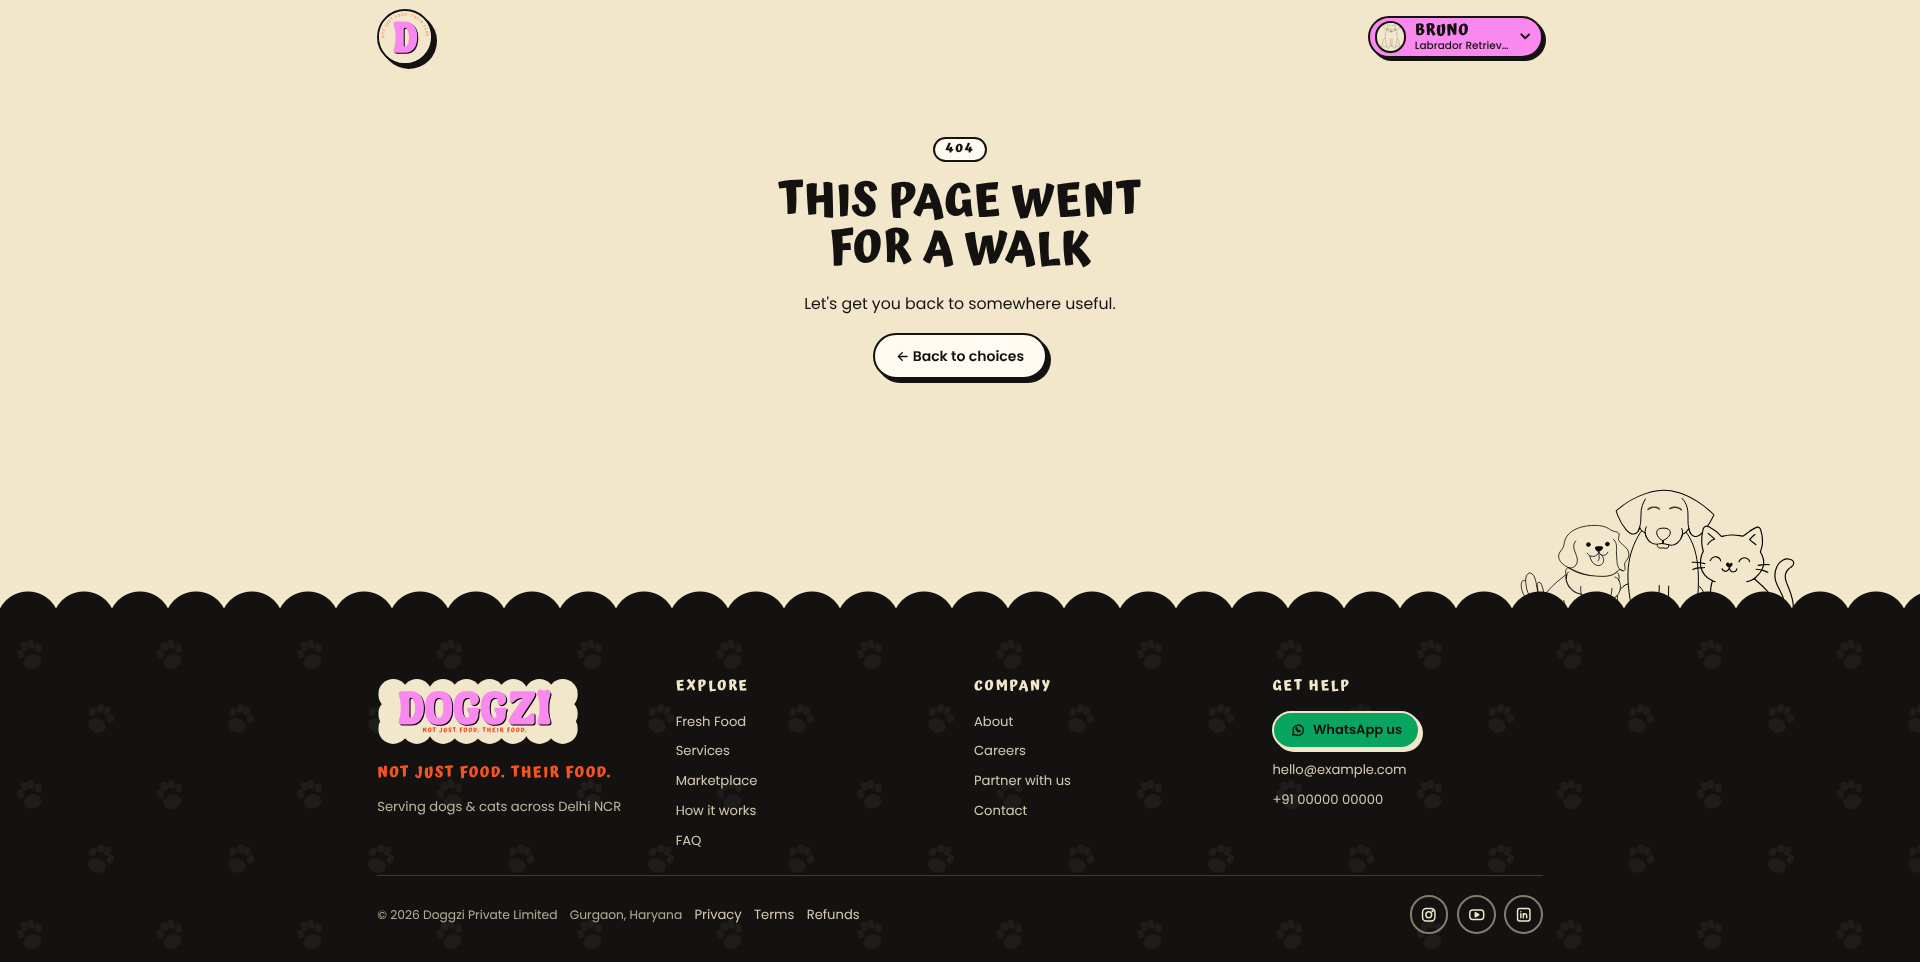 D
BRUNO
Labrador Retriev...
404
THIS PAGE WENT
FOR A WALK
Let's get you back to somewhere useful.
← Back to choices
DOGGZI
NOT JUST FOOD. THEIR FOOD.
NOT JUST FOOD. THEIR FOOD.
Serving dogs & cats across Delhi NCR
EXPLORE
Fresh Food
Services
Marketplace
How it works
FAQ
COMPANY
About
Careers
Partner with us
Contact
GET HELP
WhatsApp us
hello@example.com
+91 00000 00000
© 2026 Doggzi Private Limited Gurgaon, Haryana Privacy Terms Refunds